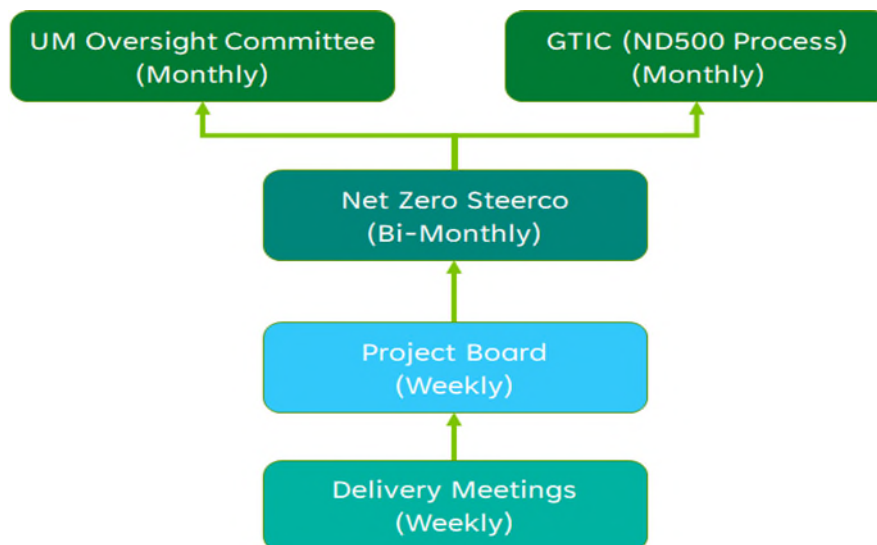 UM Oversight Committee
(Monthly)
GTIC (ND500 Process)
(Monthly)
Net Zero Steerco
(Bi-Monthly)
Project Board
(Weekly)
Delivery Meetings
(Weekly)